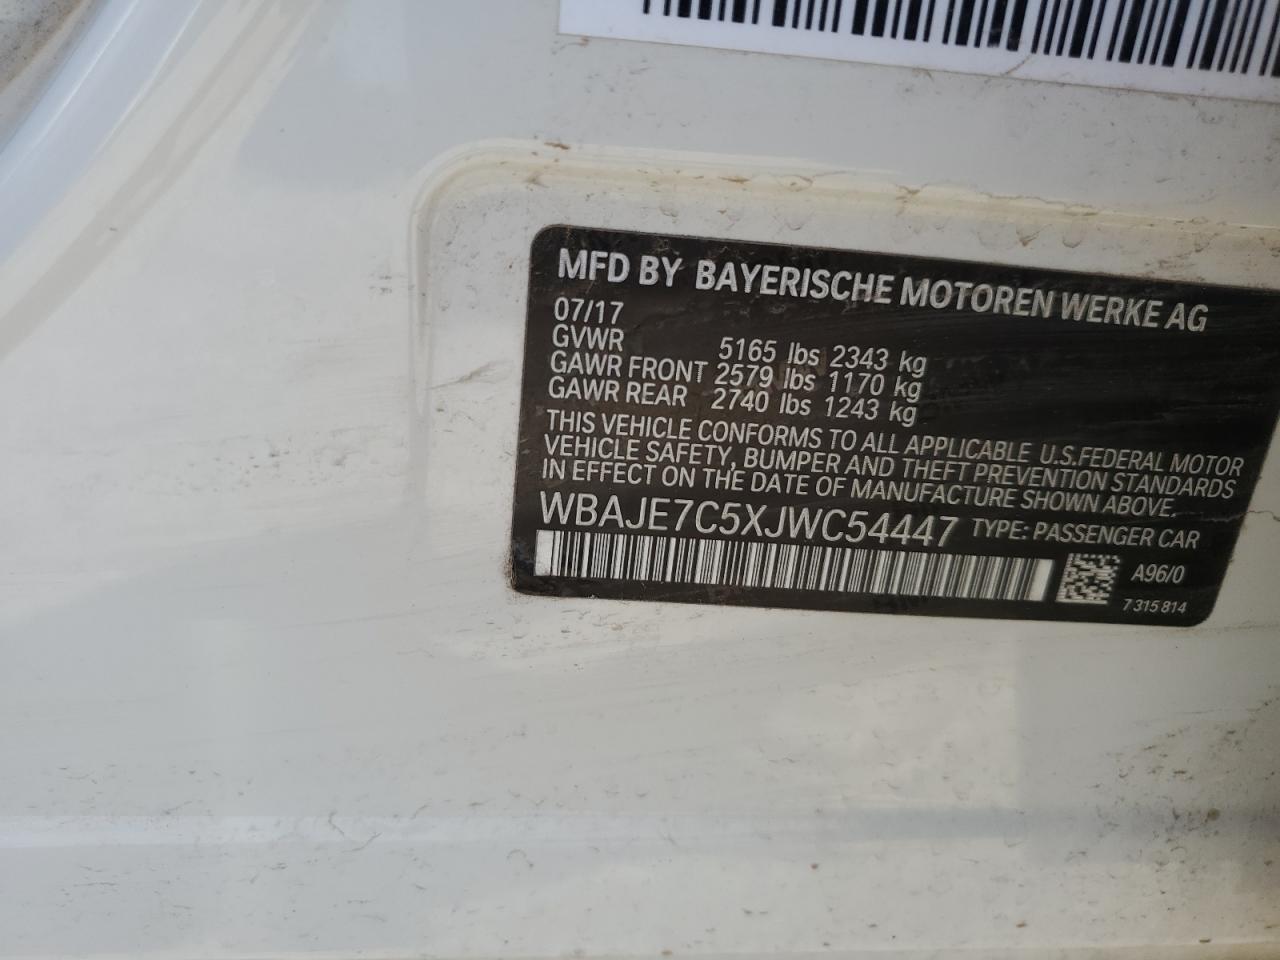 MFD BY BAYERISCHE MOTOREN WERKE AG
07/17
GVWR 5165 lbs 2343 kg
GAWR FRONT 2579 lbs 1170 kg
GAWR REAR 2740 lbs 1243 kg
THIS VEHICLE CONFORMS TO ALL APPLICABLE U.S.FEDERAL MOTOR
VEHICLE SAFETY, BUMPER AND THEFT PREVENTION STANDARDS
IN EFFECT ON THE DATE OF MANUFACTURE SHOWN ABOVE.
WBAJE7C5XJWC54447 TYPE: PASSENGER CAR
A96/0
7 315 814